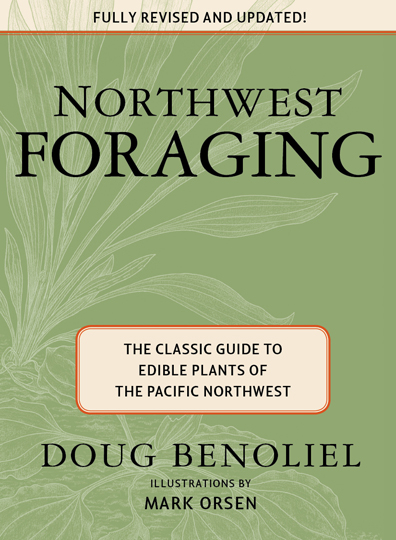 FULLY REVISED AND UPDATED!
NORTHWEST
FORAGING
THE CLASSIC GUIDE TO
EDIBLE PLANTS OF
THE PACIFIC NORTHWEST
DOUG BENOLIEL
ILLUSTRATIONS BY
MARK ORSEN